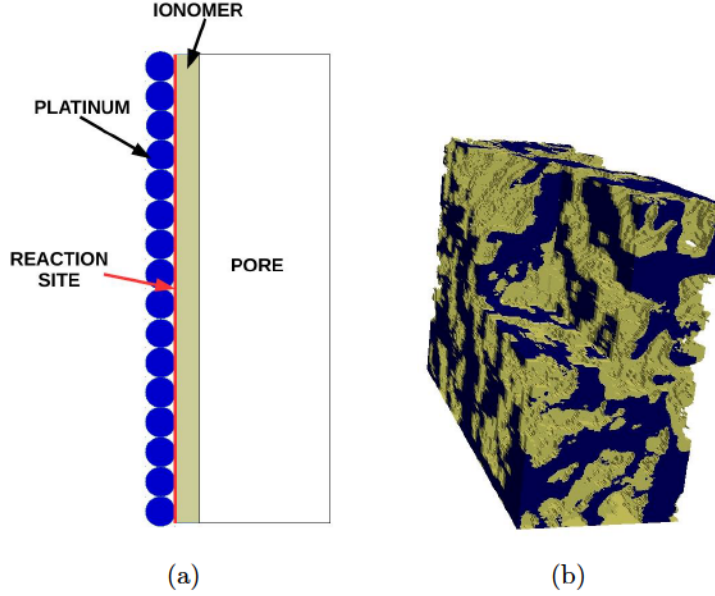 IONOMER
PLATINUM
REACTION
SITE
PORE
(a)
(b)